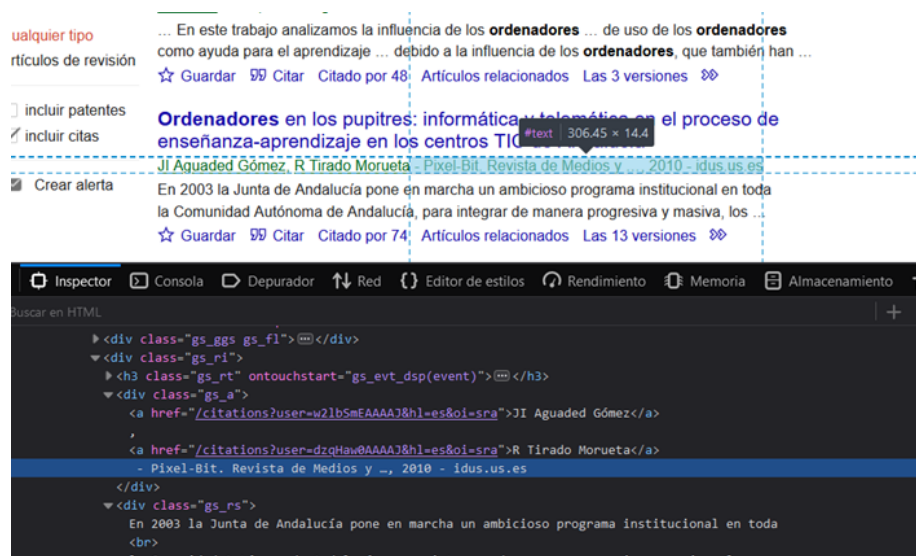 ualquier tipo
rtículos de revisión
incluir patentes
incluir citas
Crear alerta
... En este trabajo analizamos la influencia de los ordenadores ... de uso de los ordenadores
como ayuda para el aprendizaje ... debido a la influencia de los ordenadores, que también han ...
Guardar Citar Citado por 48 Artículos relacionados Las 3 versiones
Ordenadores en los pupitres: informática y telemática en el proceso de
enseñanza-aprendizaje en los centros TIC
#text 306.45 × 14.4
JI Aguaded Gómez, R Tirado Morueta - Pixel-Bit. Revista de Medios y ..., 2010 - idus.us.es
En 2003 la Junta de Andalucía pone en marcha un ambicioso programa institucional en toda
la Comunidad Autónoma de Andalucía, para integrar de manera progresiva y masiva, los ...
Guardar Citar Citado por 74 Artículos relacionados Las 13 versiones
Inspector Consola Depurador Red Editor de estilos Rendimiento Memoria Almacenamiento
Buscar en HTML
<div class="gs_ggs gs_fl"></div>
<div class="gs_ri">
<h3 class="gs_rt" ontouchstart="gs_evt_dsp(event)"></h3>
<div class="gs_a">
<a href="/citations?user=w2lbSmEAAAAJ&hl=es&oi=sra">JI Aguaded Gómez</a>
,
<a href="/citations?user=dzqHaw0AAAAJ&hl=es&oi=sra">R Tirado Morueta</a>
- Pixel-Bit. Revista de Medios y …, 2010 - idus.us.es
</div>
<div class="gs_rs">
En 2003 la Junta de Andalucía pone en marcha un ambicioso programa institucional en toda
<br>